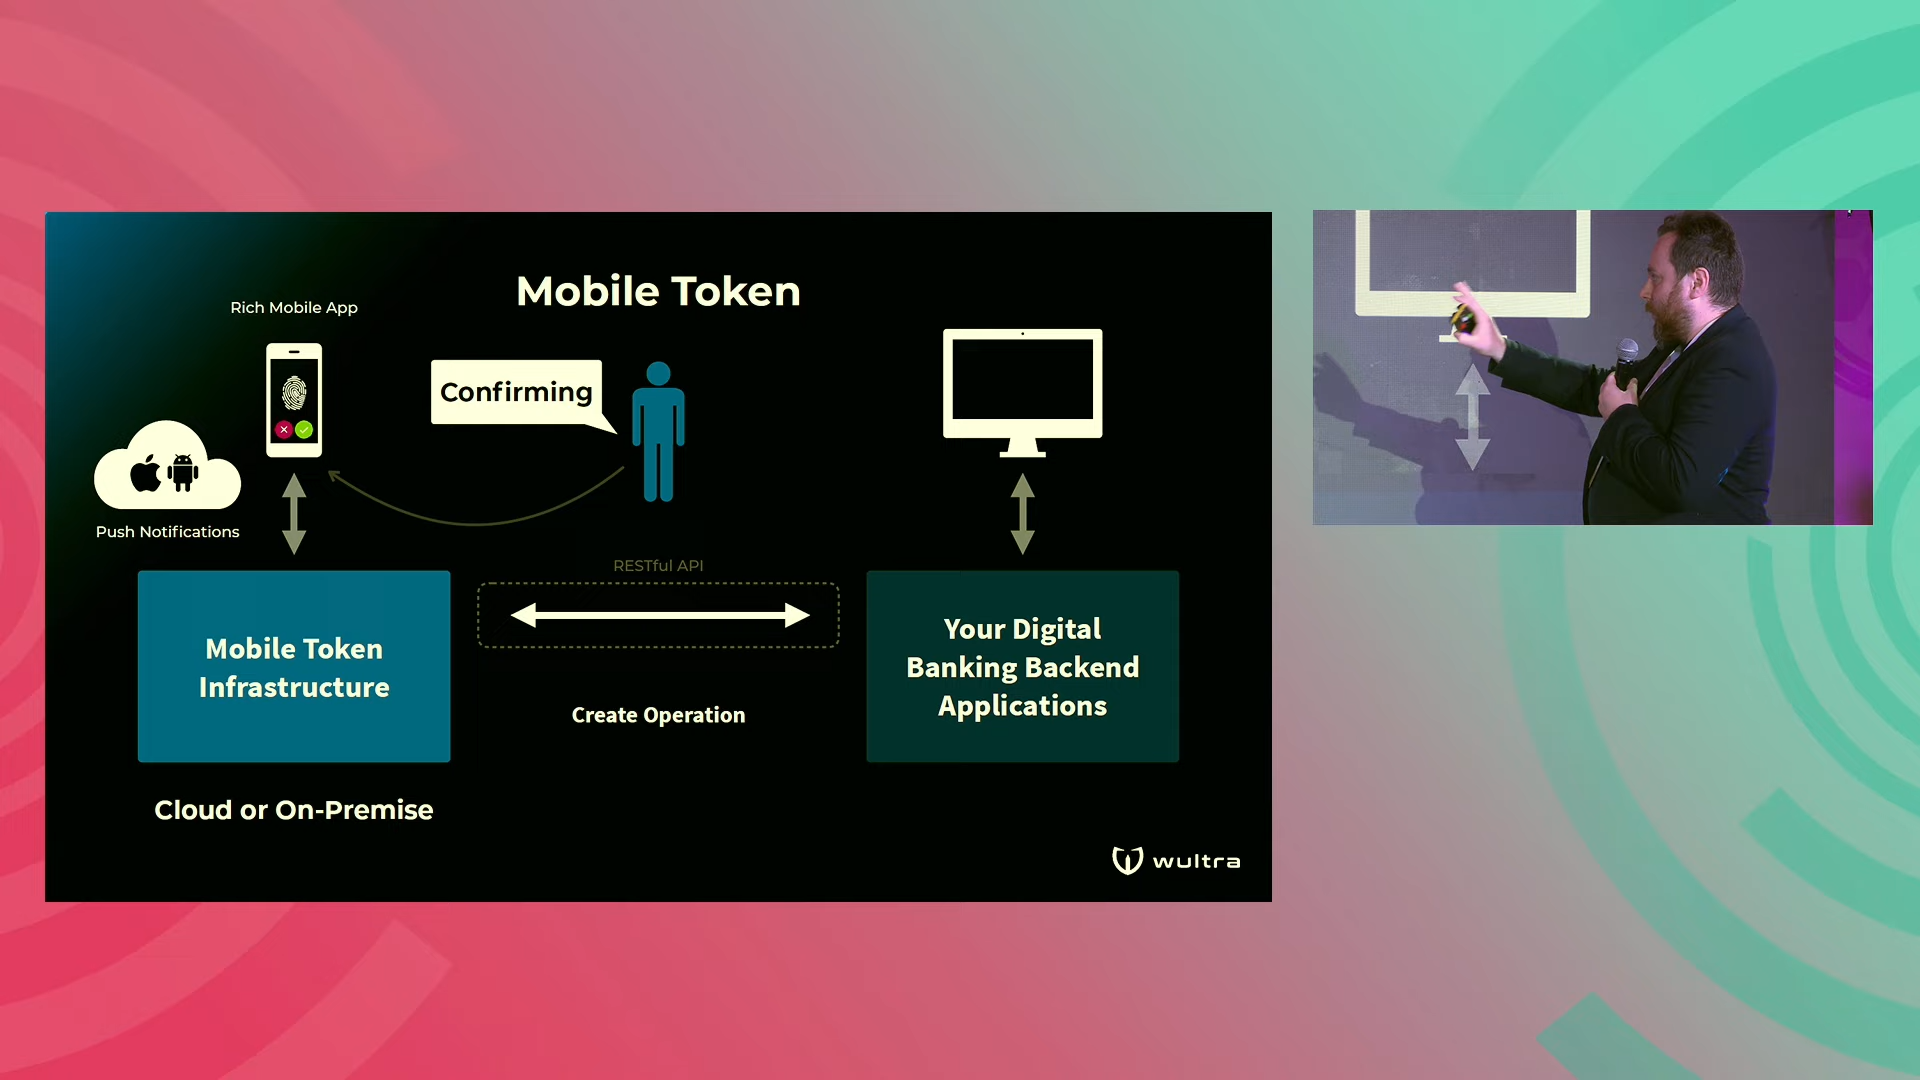 Mobile Token
Rich Mobile App
Confirming
Push Notifications
RESTful API
Mobile Token
Infrastructure
Create Operation
Your Digital
Banking Backend
Applications
Cloud or On-Premise
wultra